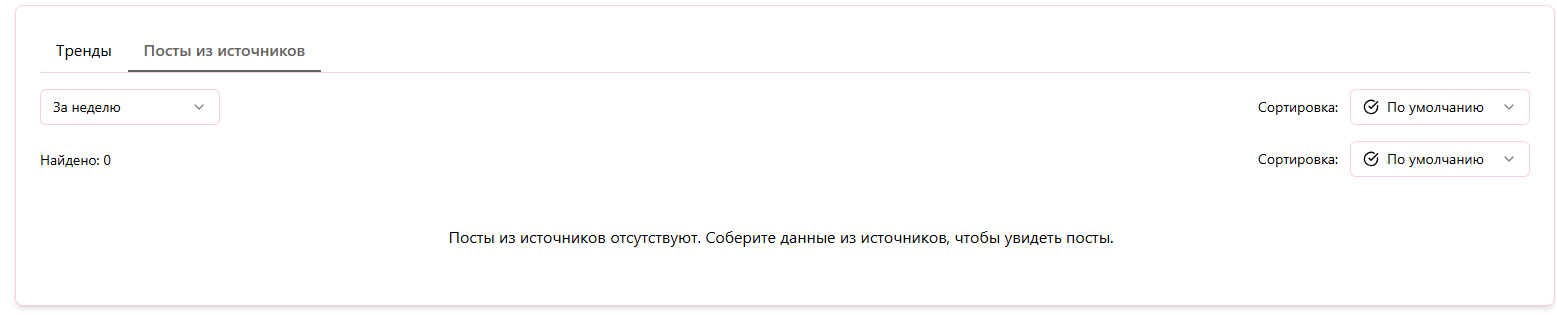 Тренды Посты из источников
За неделю Сортировка: По умолчанию
Найдено: 0 Сортировка: По умолчанию
Посты из источников отсутствуют. Соберите данные из источников, чтобы увидеть посты.